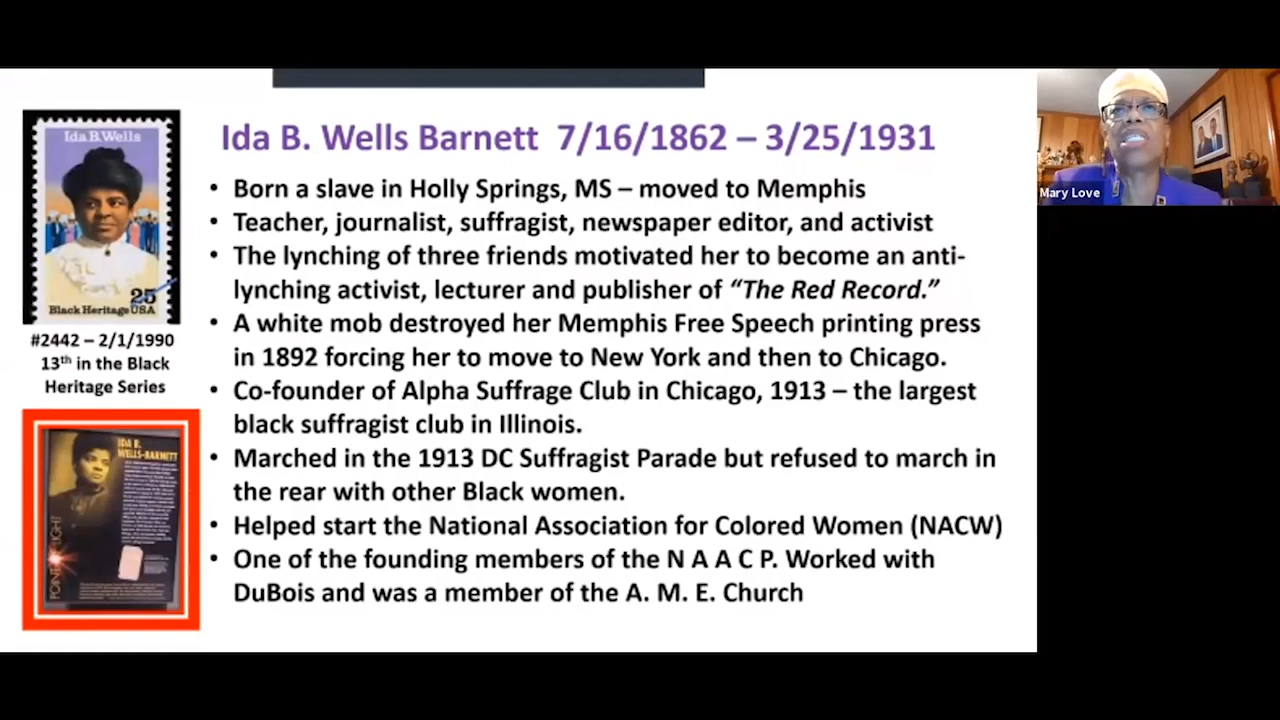 Ida B. Wells Barnett 7/16/1862 – 3/25/1931
• Born a slave in Holly Springs, MS – moved to Memphis
• Teacher, journalist, suffragist, newspaper editor, and activist
• The lynching of three friends motivated her to become an anti-
lynching activist, lecturer and publisher of “The Red Record.”
• A white mob destroyed her Memphis Free Speech printing press
in 1892 forcing her to move to New York and then to Chicago.
• Co-founder of Alpha Suffrage Club in Chicago, 1913 – the largest
black suffragist club in Illinois.
• Marched in the 1913 DC Suffragist Parade but refused to march in
the rear with other Black women.
• Helped start the National Association for Colored Women (NACW)
• One of the founding members of the N A A C P. Worked with
DuBois and was a member of the A. M. E. Church
Ida B. Wells
25
Black Heritage USA
#2442 – 2/1/1990
13th in the Black
Heritage Series
IDA B.
WELLS-BARNETT
Mary Love